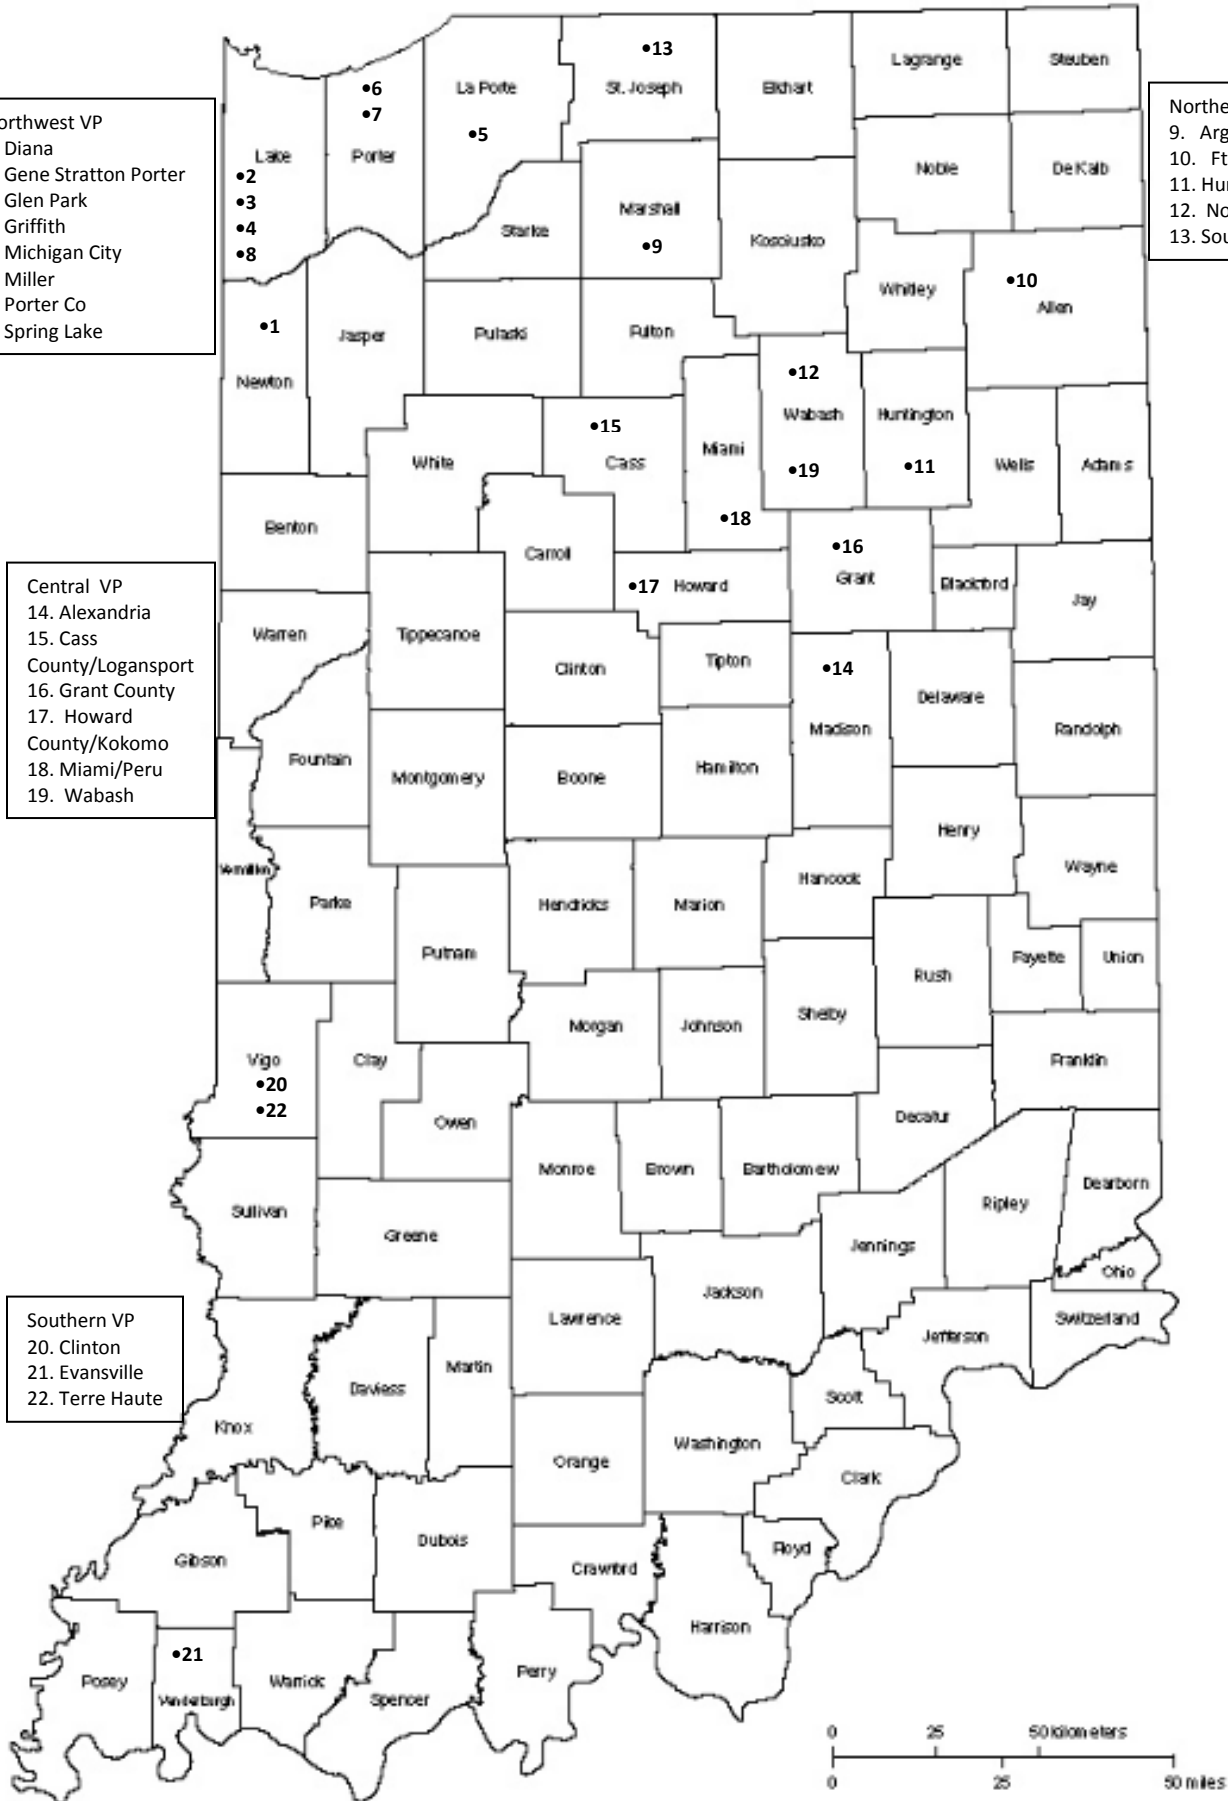 •13
Lagrange
Steuben
•6
La Porte
St. Joseph
Elkhart
•7
orthwest VP
Diana
Gene Stratton Porter
Glen Park
Griffith
Michigan City
Miller
Porter Co
Spring Lake
Northe
9. Arg
10. Ft
11. Hu
12. No
13. Sou
•5
Lake
Porter
Noble
De Kalb
•2
•3
•4
•8
Starke
Marshall
•9
Kosciusko
Whitley
•10
Allen
•1
Jasper
Pulaski
Fulton
Newton
•12
Wabash
Huntington
•15
Cass
Miami
White
•19
•11
Wells
Adams
•18
Benton
Carroll
•16
Grant
Blackford
Jay
•17 Howard
Central VP
14. Alexandria
15. Cass
County/Logansport
16. Grant County
17. Howard
County/Kokomo
18. Miami/Peru
19. Wabash
Warren
Tippecanoe
Clinton
Tipton
•14
Delaware
Madison
Randolph
Fountain
Montgomery
Boone
Hamilton
Henry
Wayne
Vermillion
Parke
Hendricks
Marion
Hancock
Putnam
Rush
Fayette
Union
Morgan
Johnson
Shelby
Vigo
•20
•22
Clay
Franklin
Owen
Decatur
Monroe
Brown
Bartholomew
Dearborn
Ripley
Sullivan
Greene
Jennings
Ohio
Jackson
Southern VP
20. Clinton
21. Evansville
22. Terre Haute
Lawrence
Switzerland
Jefferson
Martin
Daviess
Scott
Knox
Washington
Orange
Clark
Pike
Dubois
Floyd
Gibson
Crawford
Harrison
•21
Posey
Vanderburgh
Warrick
Spencer
Perry
0 25 50 kilometers
0 25 50 miles